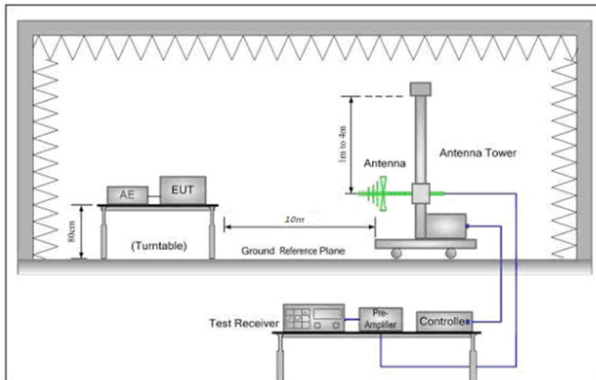 1m to 4m
Antenna
Antenna Tower
AE
EUT
10m
80cm
(Turntable)
Ground Reference Plane
Test Receiver
Pre-
Amplifier
Controller